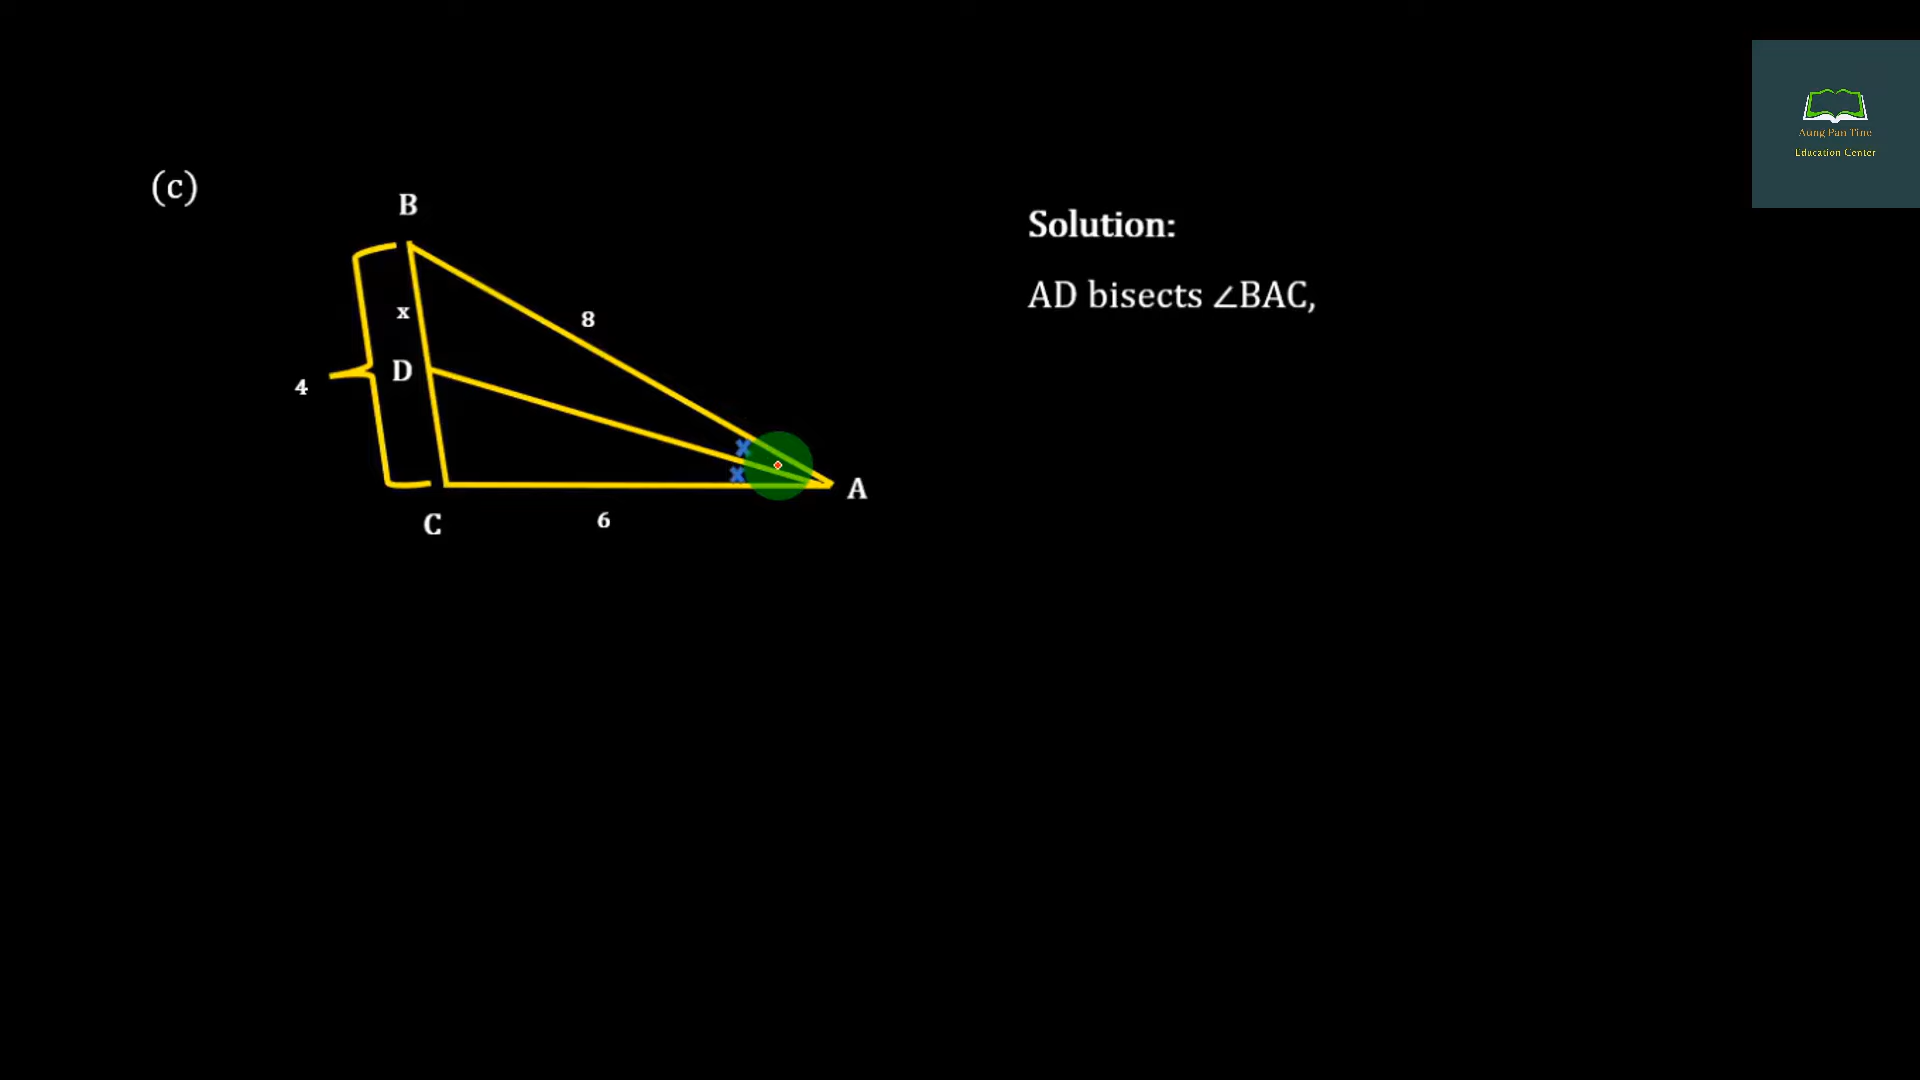 (c)
B
x
8
D
4
A
C
6
Solution:
AD bisects ∠BAC,
Aung Pan Tine
Education Center